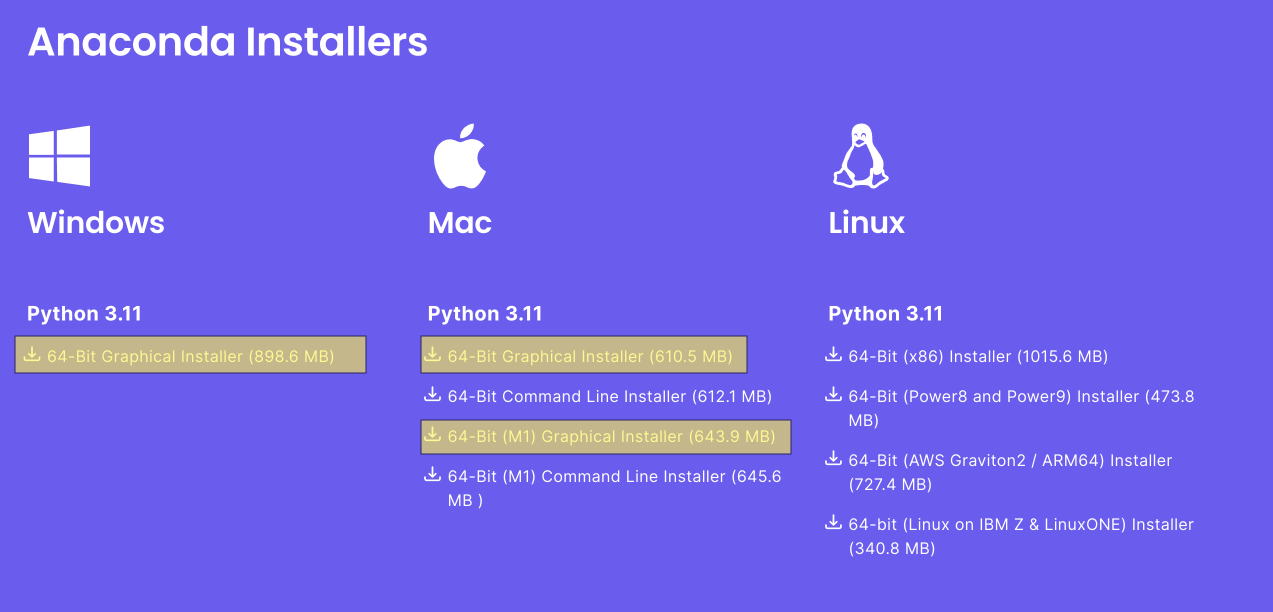 Anaconda Installers
Windows
Python 3.11
64-Bit Graphical Installer (898.6 MB)
Mac
Python 3.11
64-Bit Graphical Installer (610.5 MB)
64-Bit Command Line Installer (612.1 MB)
64-Bit (M1) Graphical Installer (643.9 MB)
64-Bit (M1) Command Line Installer (645.6
MB )
Linux
Python 3.11
64-Bit (x86) Installer (1015.6 MB)
64-Bit (Power8 and Power9) Installer (473.8
MB)
64-Bit (AWS Graviton2 / ARM64) Installer
(727.4 MB)
64-bit (Linux on IBM Z & LinuxONE) Installer
(340.8 MB)